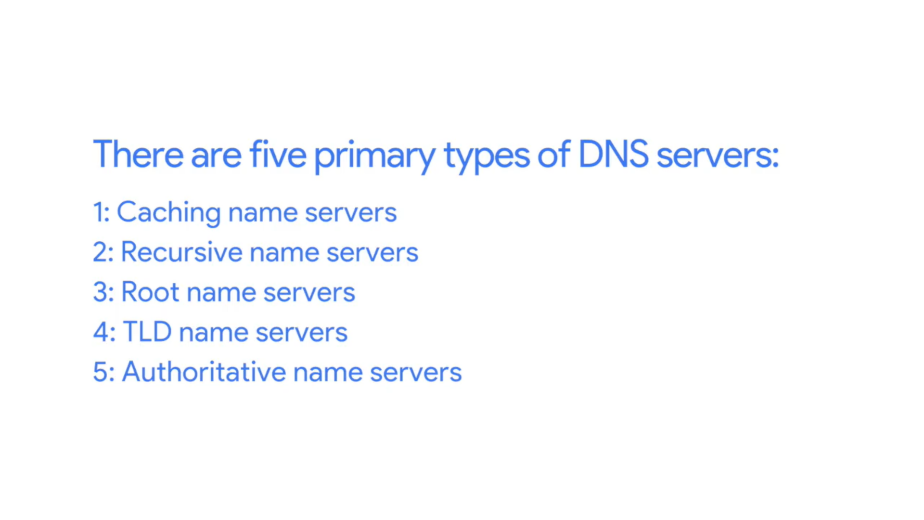 There are five primary types of DNS servers:
1: Caching name servers
2: Recursive name servers
3: Root name servers
4: TLD name servers
5: Authoritative name servers